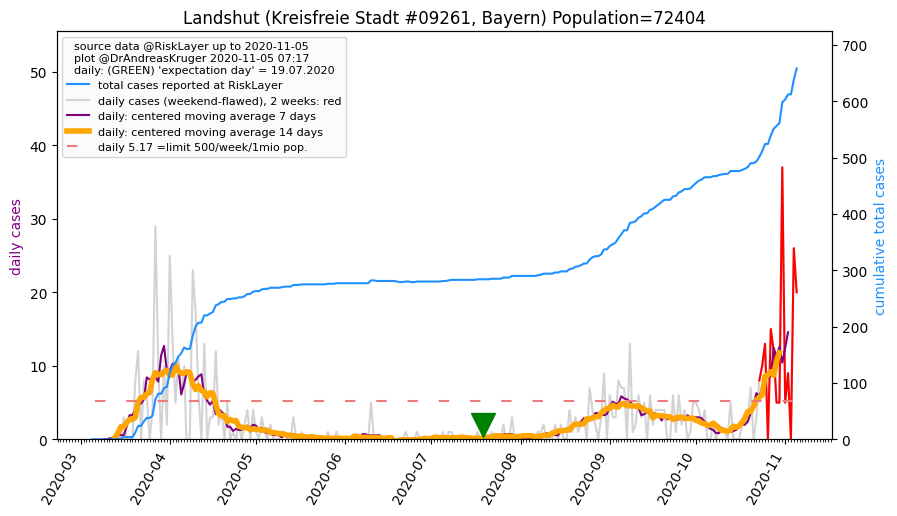 Landshut (Kreisfreie Stadt #09261, Bayern) Population=72404
source data @RiskLayer up to 2020-11-05
plot @DrAndreasKruger 2020-11-05 07:17
daily: (GREEN) 'expectation day' = 19.07.2020
total cases reported at RiskLayer
daily cases (weekend-flawed), 2 weeks: red
daily: centered moving average 7 days
daily: centered moving average 14 days
daily 5.17 =limit 500/week/1mio pop.
daily cases
50
40
30
20
10
0
700
600
500
400
300
200
100
0
cumulative total cases
2020-03
2020-04
2020-05
2020-06
2020-07
2020-08
2020-09
2020-10
2020-11